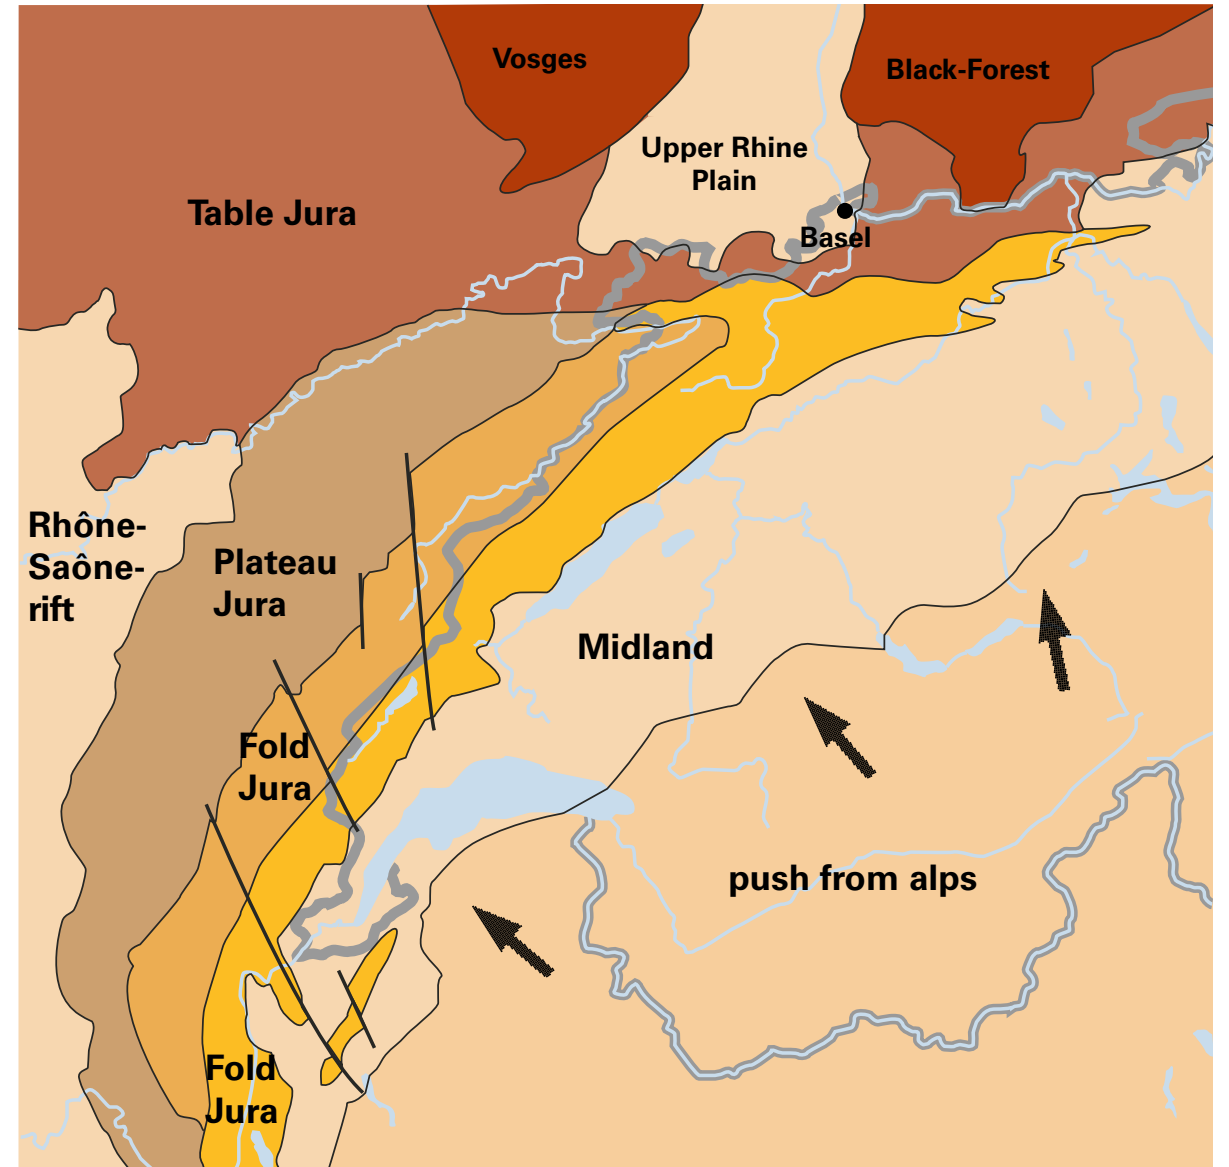 Vosges
Black-Forest
Upper Rhine
Plain
Table Jura
Basel
Rhône-
Saône-
rift
Plateau
Jura
Midland
Fold
Jura
push from alps
Fold
Jura